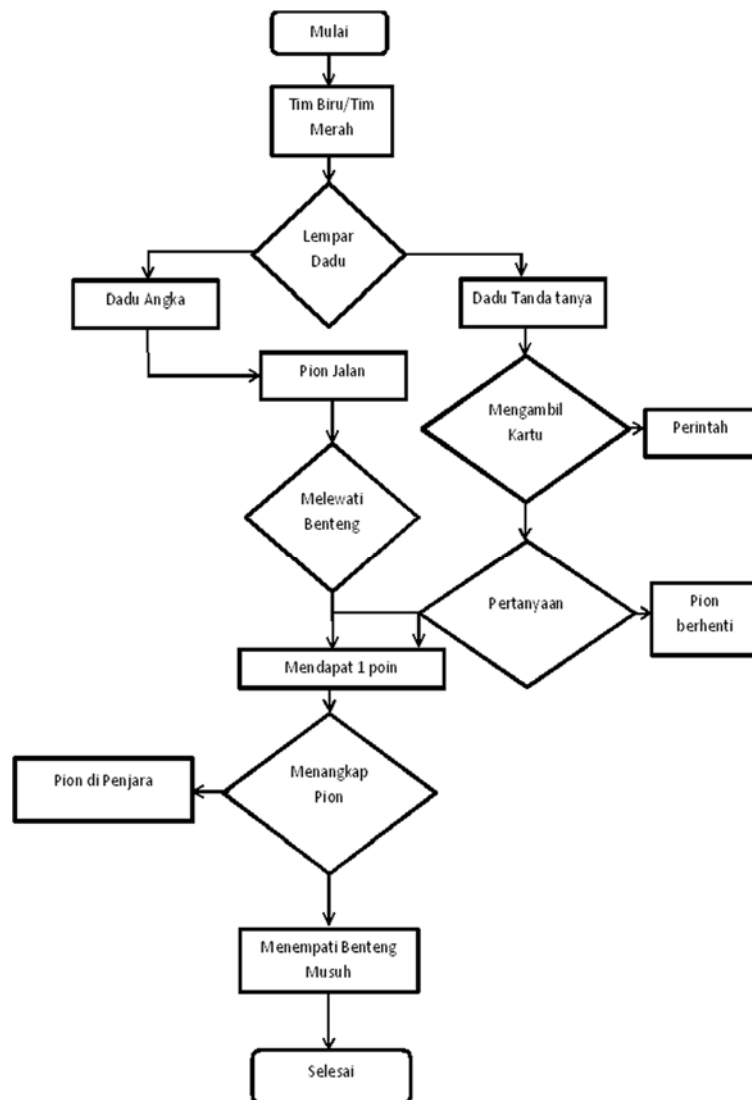 Mulai
Tim Biru/Tim
Merah
Lempar
Dadu
Dadu Angka
Dadu Tanda tanya
Pion Jalan
Mengambil
Kartu
Perintah
Melewati
Benteng
Pertanyaan
Pion
berhenti
Mendapat 1 poin
Menangkap
Pion
Pion di Penjara
Menempati Benteng
Musuh
Selesai